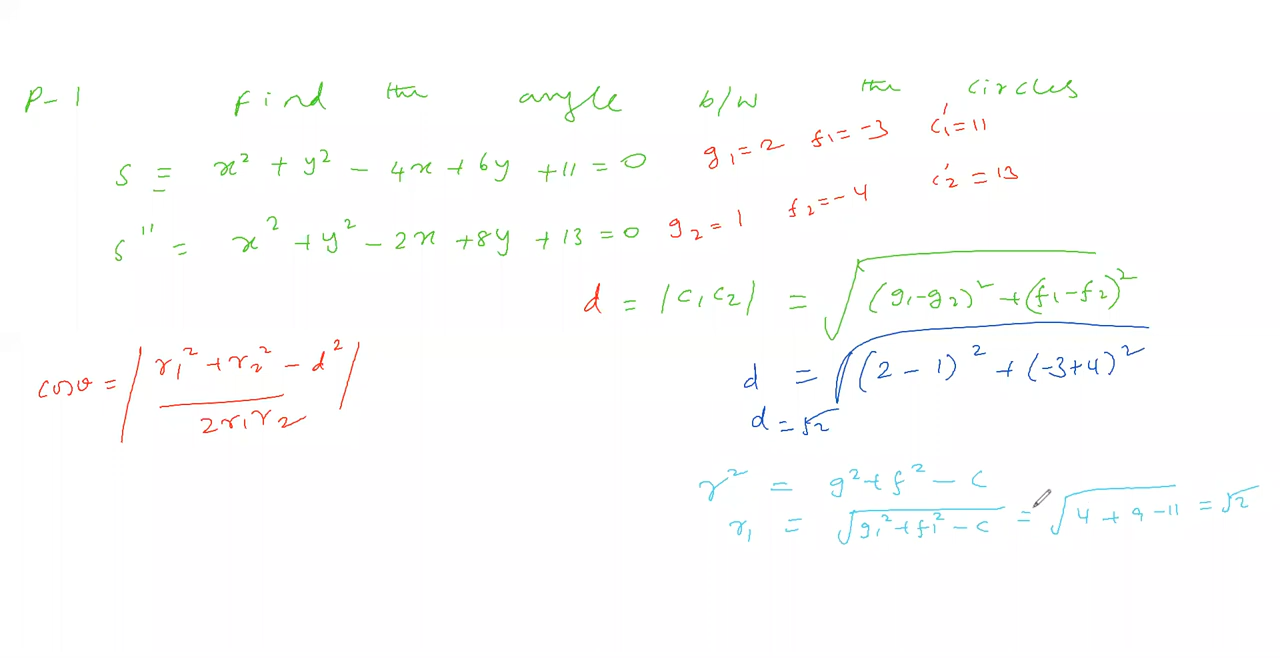 P-1 Find the angle b/w the circles
S ≡ x² + y² - 4x + 6y + 11 = 0 g₁ = 2 f₁ = -3 c₁' = 11
S'' = x² + y² - 2x + 8y + 13 = 0 g₂ = 1 f₂ = -4 c₂' = 13
d = |C₁C₂| = √((g₁-g₂)² + (f₁-f₂)²)
cosθ = |(r₁² + r₂² - d²)/(2r₁r₂)|
d = √((2-1)² + (-3+4)²)
d = √2
r² = g² + f² - c
r₁ = √(g₁² + f₁² - c) = √(4+9-11) = √2